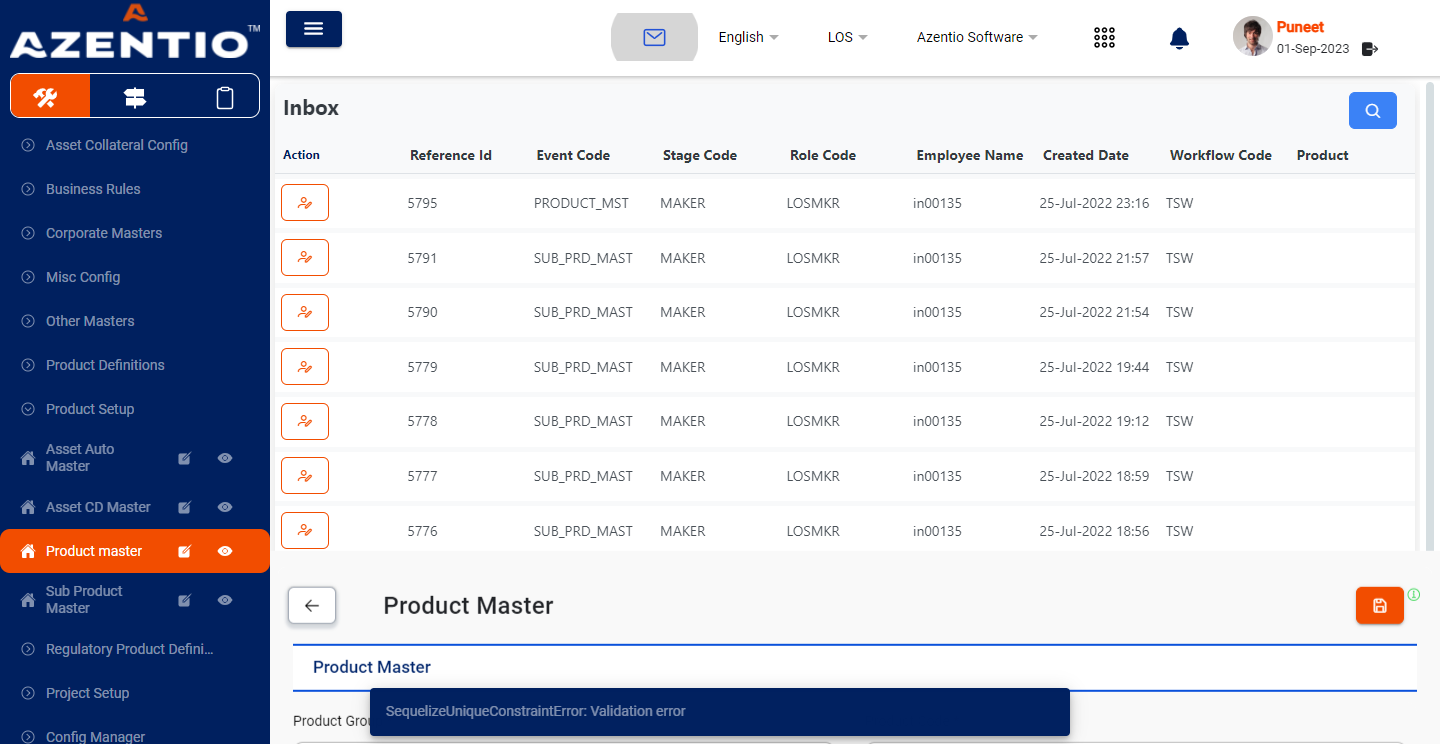 AZENTIO™
English
LOS
Azentio Software
Puneet
01-Sep-2023
Asset Collateral Config
Business Rules
Corporate Masters
Misc Config
Other Masters
Product Definitions
Product Setup
Asset Auto
Master
Asset CD Master
Product master
Sub Product
Master
Regulatory Product Defini...
Project Setup
Config Manager
Inbox
Action Reference Id Event Code Stage Code Role Code Employee Name Created Date Workflow Code Product
5795 PRODUCT_MST MAKER LOSMKR in00135 25-Jul-2022 23:16 TSW
5791 SUB_PRD_MAST MAKER LOSMKR in00135 25-Jul-2022 21:57 TSW
5790 SUB_PRD_MAST MAKER LOSMKR in00135 25-Jul-2022 21:54 TSW
5779 SUB_PRD_MAST MAKER LOSMKR in00135 25-Jul-2022 19:44 TSW
5778 SUB_PRD_MAST MAKER LOSMKR in00135 25-Jul-2022 19:12 TSW
5777 SUB_PRD_MAST MAKER LOSMKR in00135 25-Jul-2022 18:59 TSW
5776 SUB_PRD_MAST MAKER LOSMKR in00135 25-Jul-2022 18:56 TSW
Product Master
Product Master
SequelizeUniqueConstraintError: Validation error
Product Grou